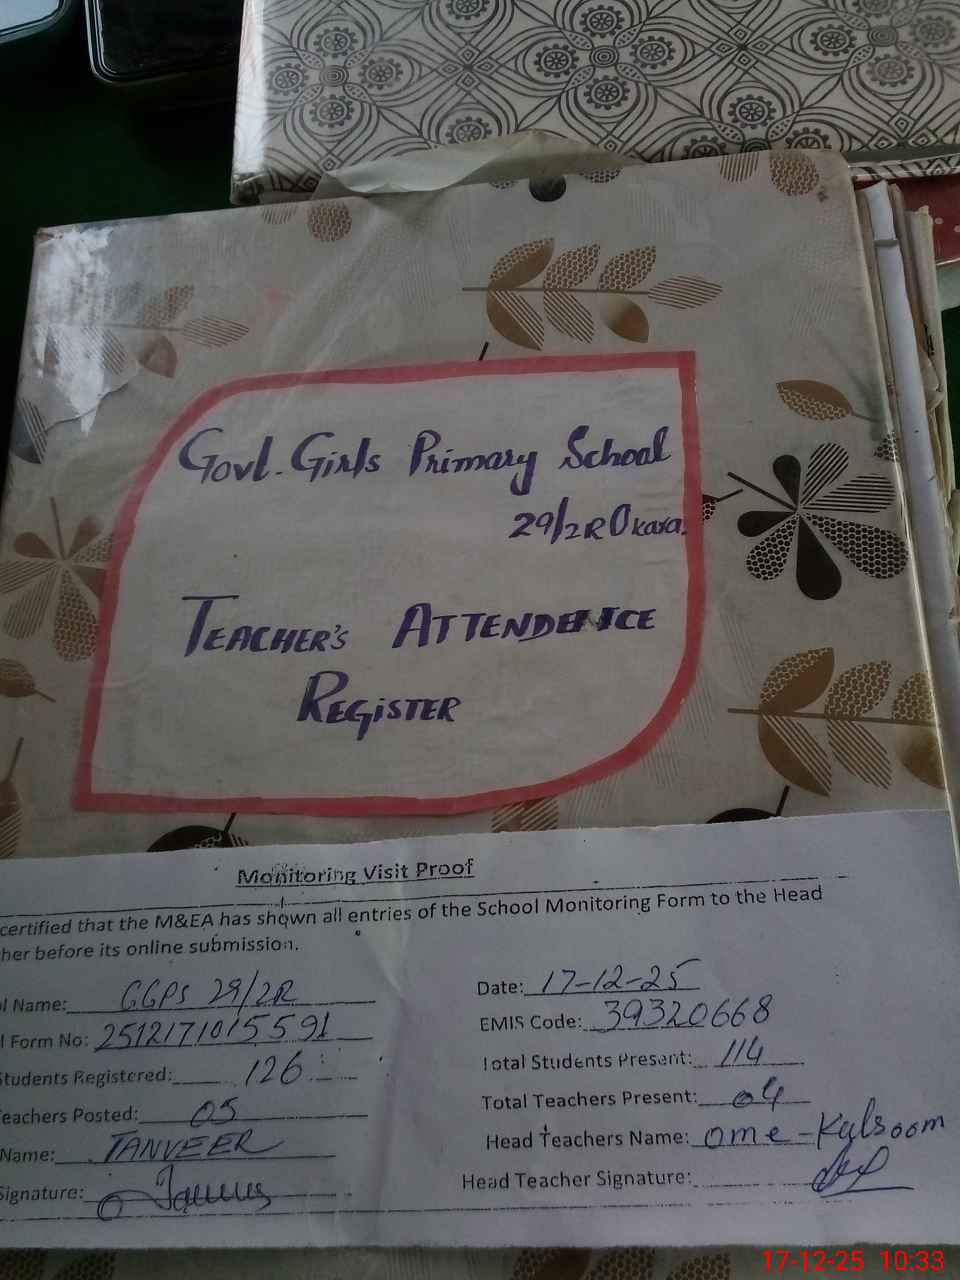 Govt. Girls Primary School
29/2R Okara.
TEACHER'S ATTENDENCE
REGISTER
Monitoring Visit Proof
certified that the M&EA has shown all entries of the School Monitoring Form to the Head
her before its online submission.
l Name: GGPS 29/2R
Date: 17-12-25
l Form No: 2512171015591
EMIS Code: 39320668
Students Registered: 126
Total Students Present: 114
Teachers Posted: 05
Total Teachers Present: 04
Name: TANVEER
Head Teachers Name: Ome-Kulsoom
Signature:
Head Teacher Signature:
17-12-25 10:33